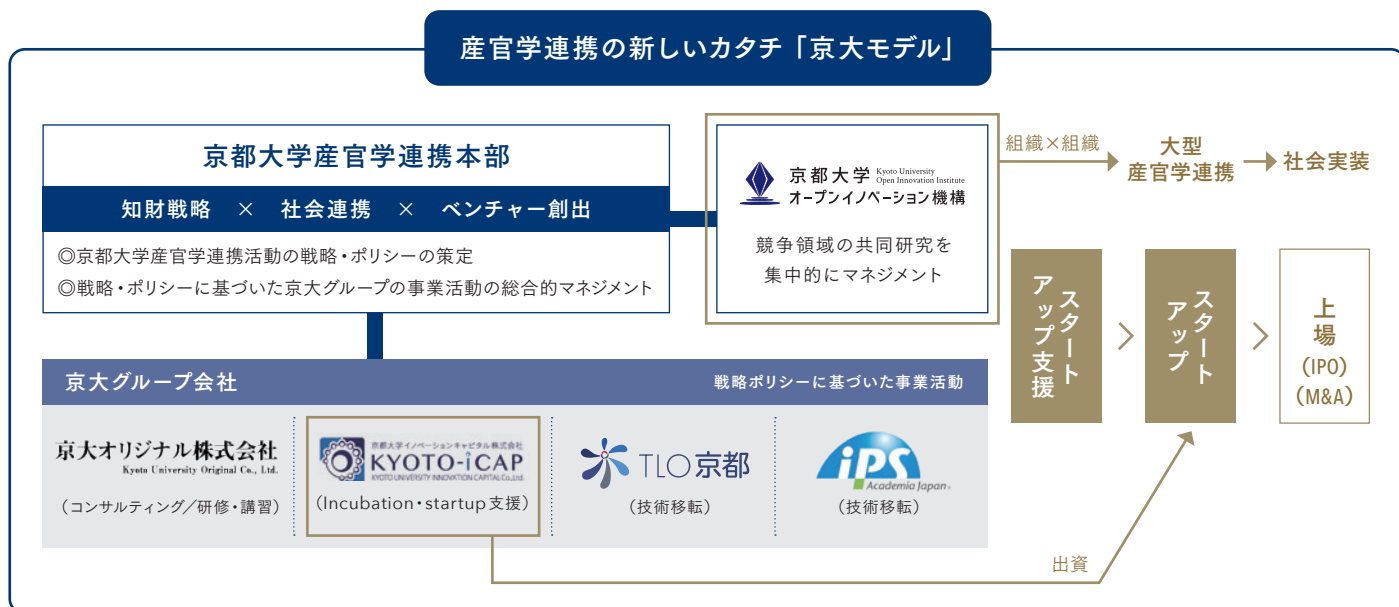 産官学連携の新しいカタチ「京大モデル」
京都大学産官学連携本部
知財戦略 × 社会連携 × ベンチャー創出
◎京都大学産官学連携活動の戦略・ポリシーの策定
◎戦略・ポリシーに基づいた京大グループの事業活動の総合的マネジメント
京都大学 Kyoto University
Open Innovation Institute
オープンイノベーション機構
競争領域の共同研究を
集中的にマネジメント
組織×組織
大型
産官学連携
社会実装
スタート
アップ支援
スタート
アップ
上場
(IPO)
(M&A)
京大グループ会社
戦略ポリシーに基づいた事業活動
京大オリジナル株式会社
Kyoto University Original Co., Ltd.
（コンサルティング／研修・講習）
京都大学イノベーションキャピタル株式会社
KYOTO-iCAP
KYOTO UNIVERSITY INNOVATION CAPITAL Co.,Ltd.
（Incubation・startup支援）
TLO京都
（技術移転）
iPS
Academia Japan
（技術移転）
出資